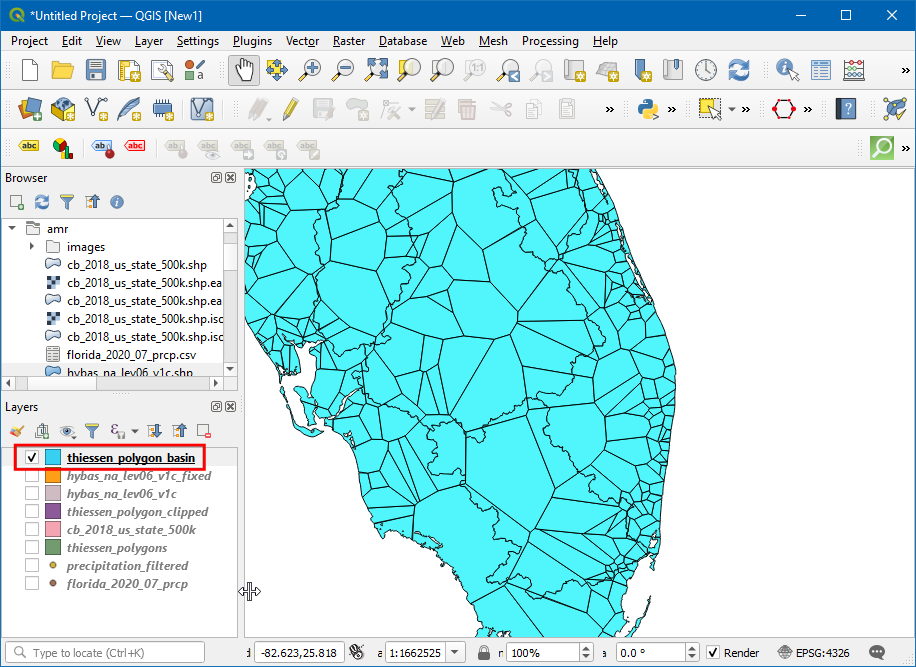 *Untitled Project — QGIS [New1]
Project Edit View Layer Settings Plugins Vector Raster Database Web Mesh Processing Help
Browser
amr
images
cb_2018_us_state_500k.shp
cb_2018_us_state_500k.shp.ea
cb_2018_us_state_500k.shp.ea
cb_2018_us_state_500k.shp.iso
cb_2018_us_state_500k.shp.iso
florida_2020_07_prcp.csv
hybas_na_lev06_v1c.shp
Layers
thiessen_polygon_basin
hybas_na_lev06_v1c_fixed
hybas_na_lev06_v1c
thiessen_polygon_clipped
cb_2018_us_state_500k
thiessen_polygons
precipitation_filtered
florida_2020_07_prcp
Type to locate (Ctrl+K) -82.623,25.818 1:1662525 100% 0.0 ° Render EPSG:4326